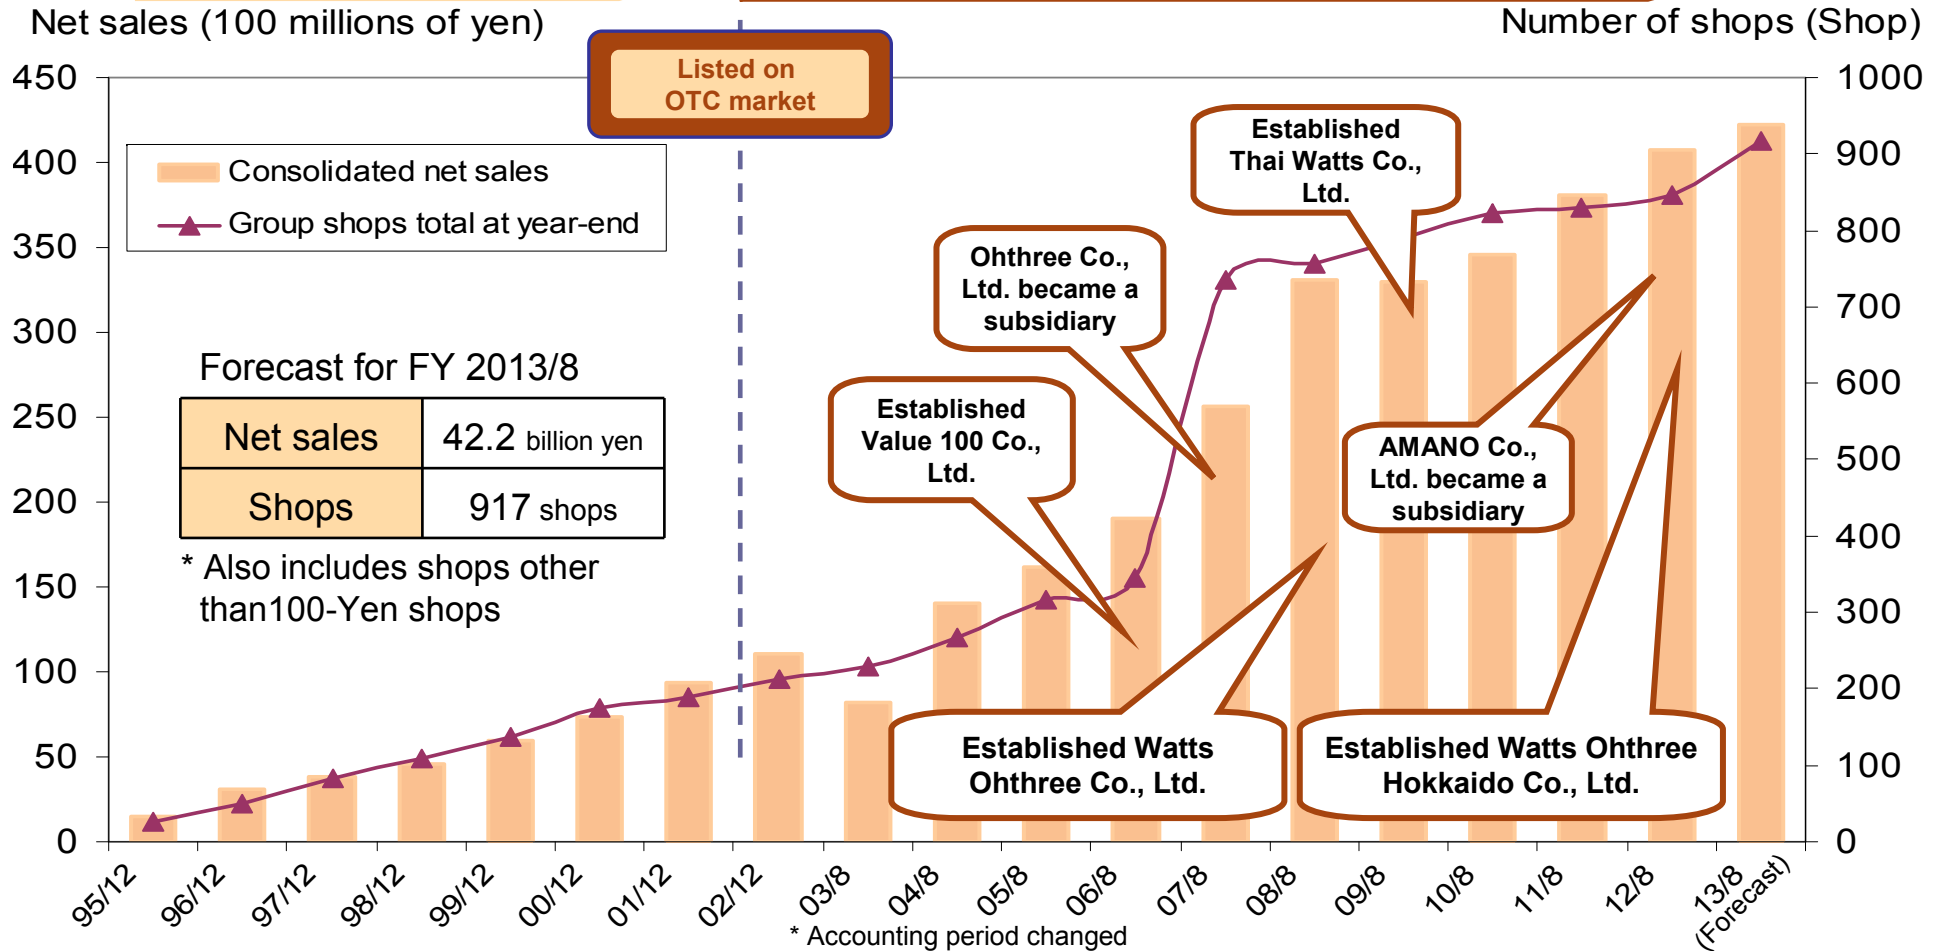 Net sales (100 millions of yen)
Number of shops (Shop)
Listed on
OTC market
450
400
350
300
250
200
150
100
50
0
1000
900
800
700
600
500
400
300
200
100
0
Consolidated net sales
Group shops total at year-end
Forecast for FY 2013/8
Net sales 42.2 billion yen
Shops 917 shops
* Also includes shops other
than100-Yen shops
Established
Thai Watts Co.,
Ltd.
Ohthree Co.,
Ltd. became a
subsidiary
Established
Value 100 Co.,
Ltd.
AMANO Co.,
Ltd. became a
subsidiary
Established Watts
Ohthree Co., Ltd.
Established Watts Ohthree
Hokkaido Co., Ltd.
95/12
96/12
97/12
98/12
99/12
00/12
01/12
02/12
03/8
04/8
05/8
06/8
07/8
08/8
09/8
10/8
11/8
12/8
13/8
(Forecast)
* Accounting period changed